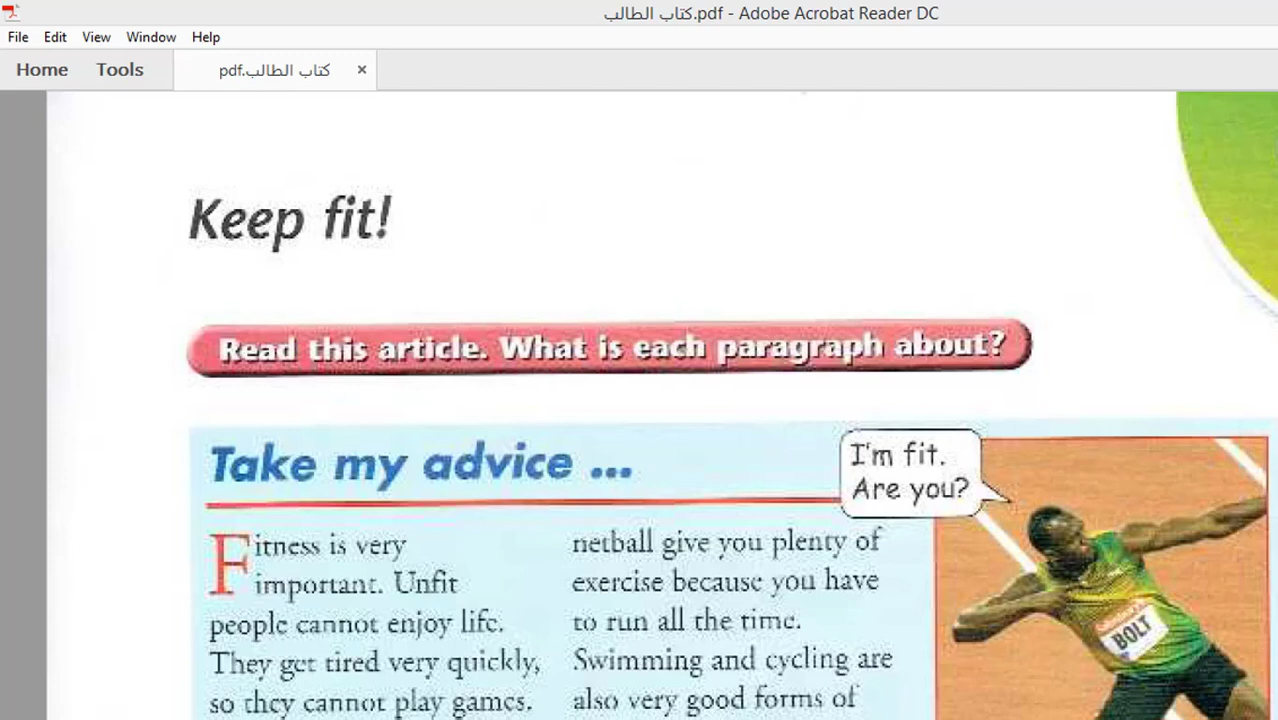 كتاب الطالب.pdf - Adobe Acrobat Reader DC
File Edit View Window Help
Home Tools كتاب الطالب.pdf ×
Keep fit!
Read this article. What is each paragraph about?
Take my advice ...
I'm fit.
Are you?
Fitness is very
important. Unfit
people cannot enjoy life.
They get tired very quickly,
so they cannot play games.
netball give you plenty of
exercise because you have
to run all the time.
Swimming and cycling are
also very good forms of
BOLT